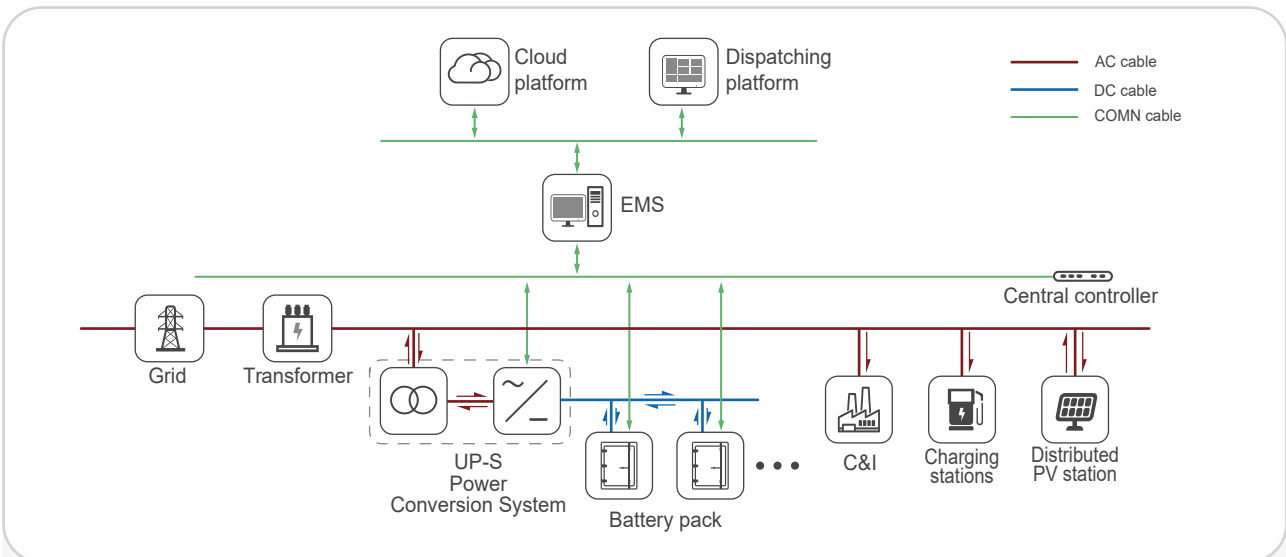 Cloud
platform
Dispatching
platform
AC cable
DC cable
COMN cable
EMS
Central controller
Grid
Transformer
UP-S
Power
Conversion System
Battery pack
C&I
Charging
stations
Distributed
PV station